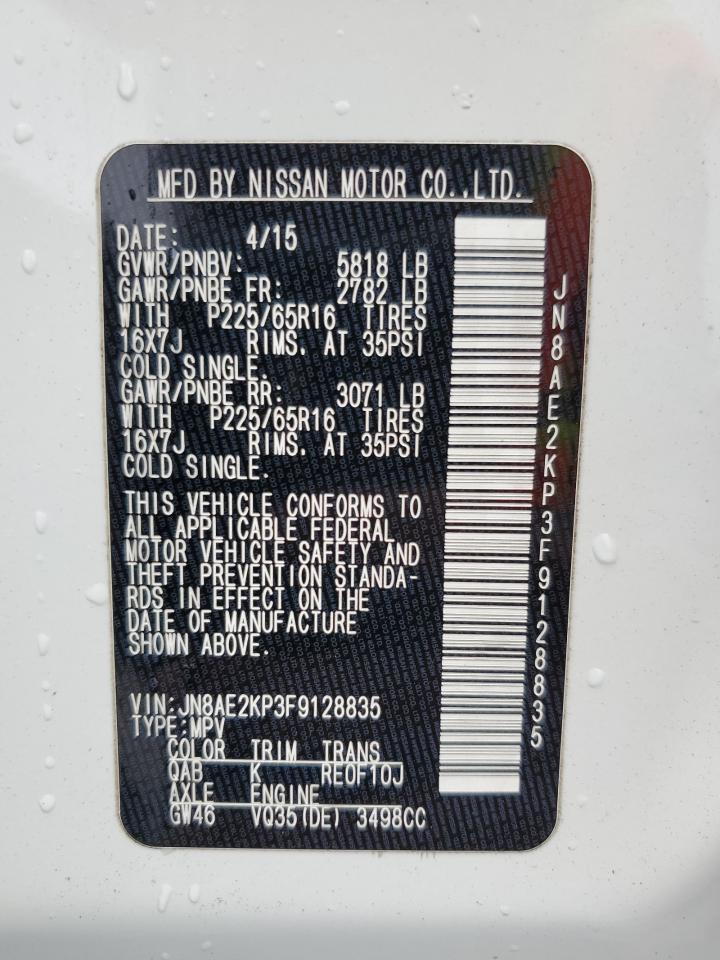 MFD BY NISSAN MOTOR CO.,LTD.
DATE: 4/15
GVWR/PNBV: 5818 LB
GAWR/PNBE FR: 2782 LB
WITH P225/65R16 TIRES
16X7J RIMS, AT 35PSI
COLD SINGLE.
GAWR/PNBE RR: 3071 LB
WITH P225/65R16 TIRES
16X7J RIMS, AT 35PSI
COLD SINGLE.
THIS VEHICLE CONFORMS TO
ALL APPLICABLE FEDERAL
MOTOR VEHICLE SAFETY AND
THEFT PREVENTION STANDA-
RDS IN EFFECT ON THE
DATE OF MANUFACTURE
SHOWN ABOVE.
VIN:JN8AE2KP3F9128835
TYPE:MPV
COLOR TRIM TRANS
QAB K RE0F10J
AXLE ENGINE
GW46 VQ35(DE) 3498CC
JN8AE2KP3F9128835